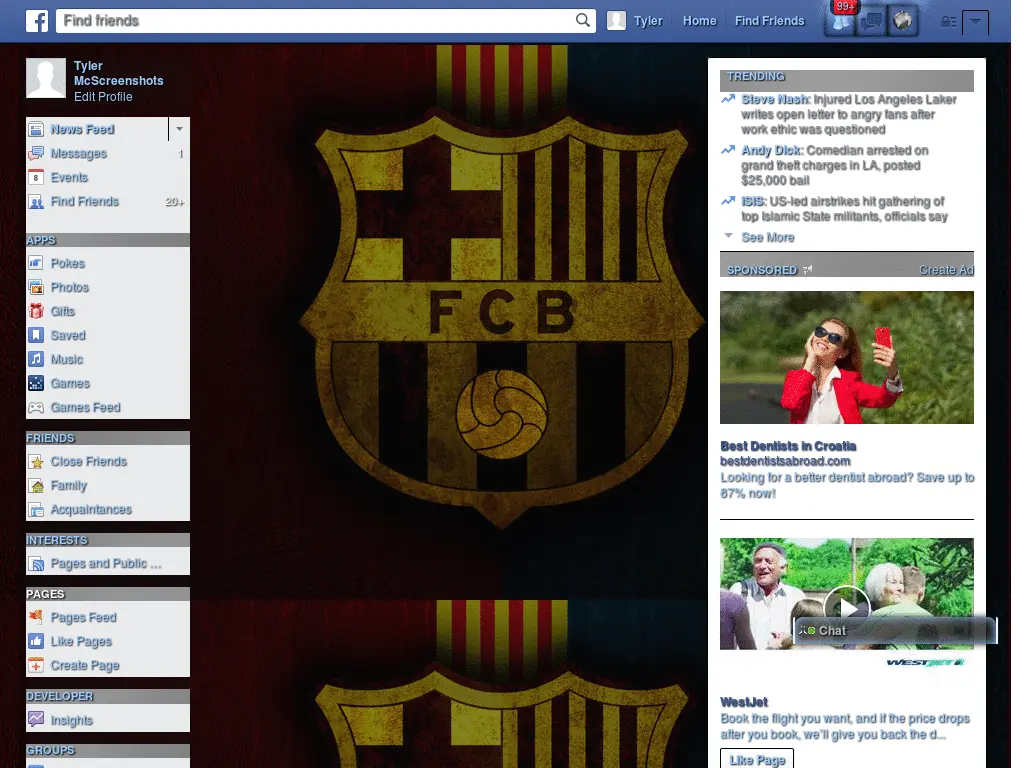 Find friends
Tyler
Home
Find Friends
99+
Tyler
McScreenshots
Edit Profile
News Feed
Messages 1
8 Events
Find Friends 20+
APPS
Pokes
Photos
Gifts
Saved
Music
Games
Games Feed
FRIENDS
Close Friends
Family
Acquaintances
INTERESTS
Pages and Public ...
PAGES
Pages Feed
Like Pages
Create Page
DEVELOPER
Insights
GROUPS
FCB
FCB
TRENDING
Steve Nash: Injured Los Angeles Laker
writes open letter to angry fans after
work ethic was questioned
Andy Dick: Comedian arrested on
grand theft charges in LA, posted
$25,000 bail
ISIS: US-led airstrikes hit gathering of
top Islamic State militants, officials say
See More
SPONSORED Create Ad
Best Dentists in Croatia
bestdentistsabroad.com
Looking for a better dentist abroad? Save up to
67% now!
Chat
WESTJET
WestJet
Book the flight you want, and if the price drops
after you book, we'll give you back the d...
Like Page